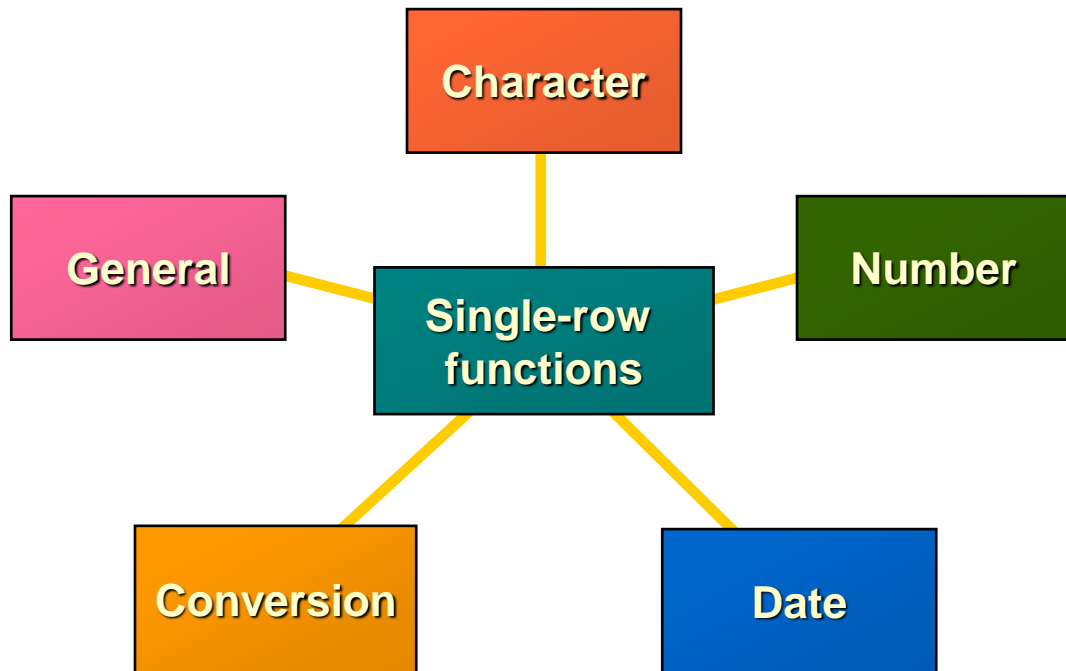 Character
General
Number
Single-row
functions
Conversion
Date